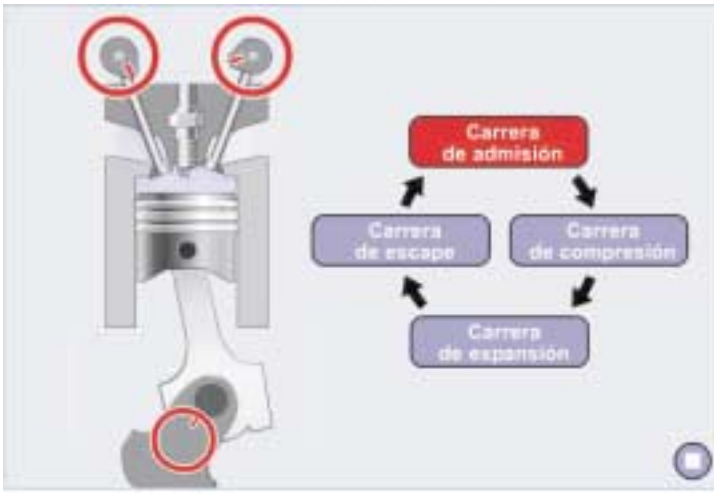 Carrera
de admisión
Carrera
de escape
Carrera
de compresión
Carrera
de expansión